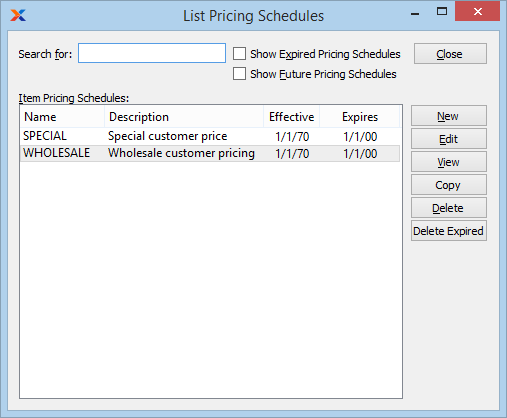 List Pricing Schedules
Search for:
Show Expired Pricing Schedules
Close
Show Future Pricing Schedules
Item Pricing Schedules:
Name Description Effective Expires
SPECIAL Special customer price 1/1/70 1/1/00
WHOLESALE Wholesale customer pricing 1/1/70 1/1/00
New
Edit
View
Copy
Delete
Delete Expired